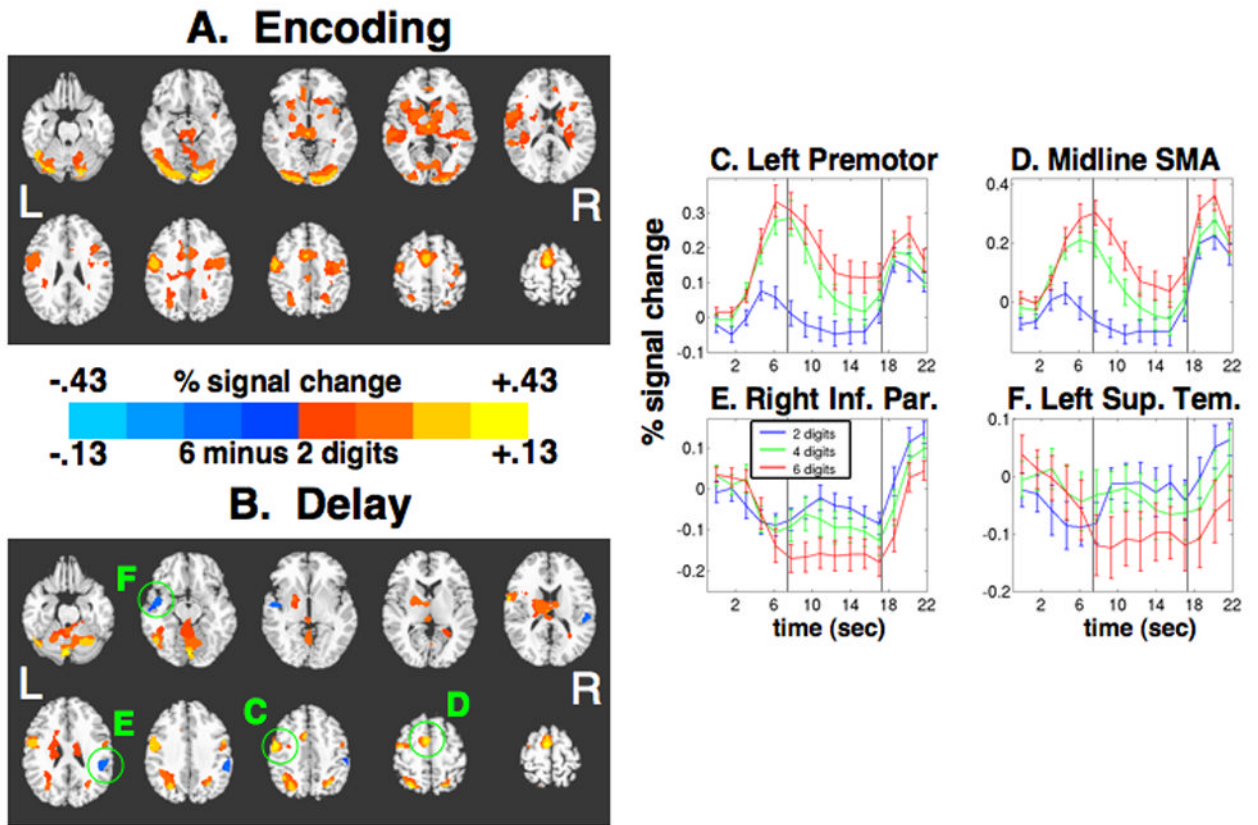 A. Encoding
L
R
-.43 % signal change +.43
-.13 6 minus 2 digits +.13
B. Delay
F
L
R
E
C
D
% signal change
C. Left Premotor
0.3
0.2
0.1
0
-0.1
2 6 10 14 18 22
D. Midline SMA
0.4
0.2
0
2 6 10 14 18 22
E. Right Inf. Par.
2 digits
4 digits
6 digits
0.1
0
-0.1
-0.2
2 6 10 14 18 22
time (sec)
F. Left Sup. Tem.
0.1
0
-0.1
-0.2
2 6 10 14 18 22
time (sec)